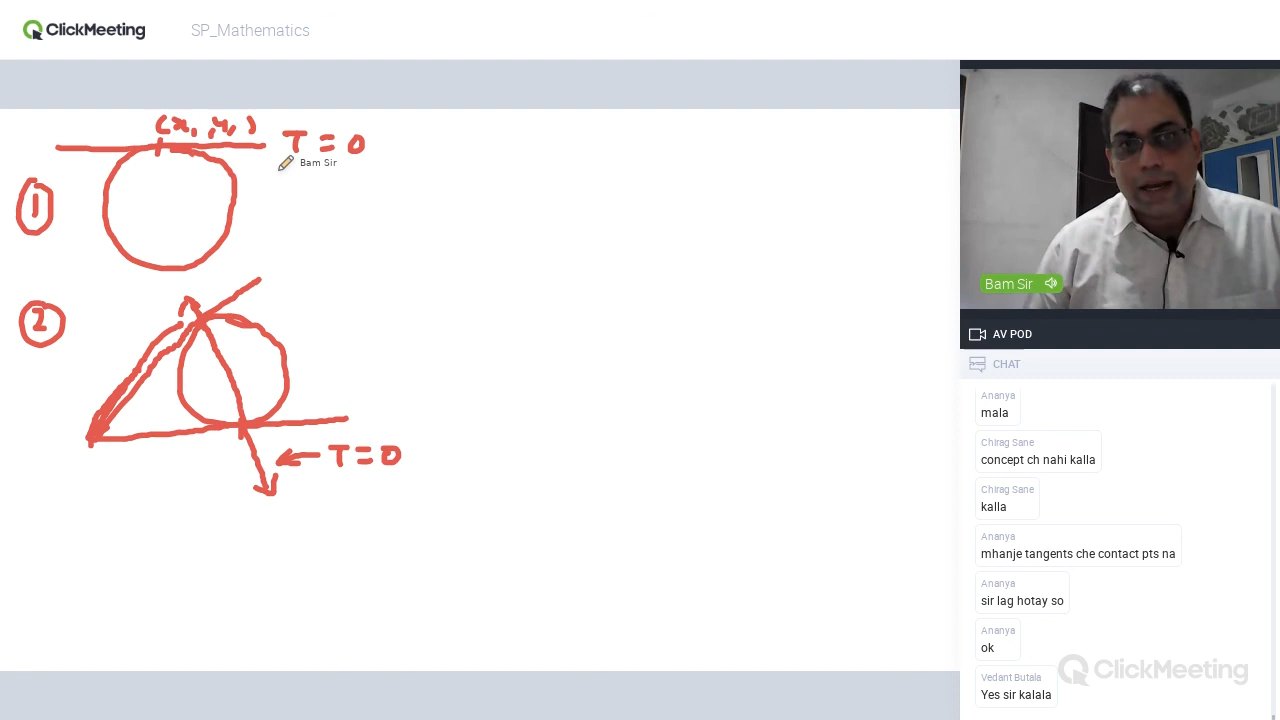 ClickMeeting
SP_Mathematics
(x₁, y₁)
T = 0
Bam Sir
1
2
← T = 0
Bam Sir
AV POD
CHAT
Ananya
mala
Chirag Sane
concept ch nahi kalla
Chirag Sane
kalla
Ananya
mhanje tangents che contact pts na
Ananya
sir lag hotay so
Ananya
ok
Vedant Butala
Yes sir kalala
ClickMeeting